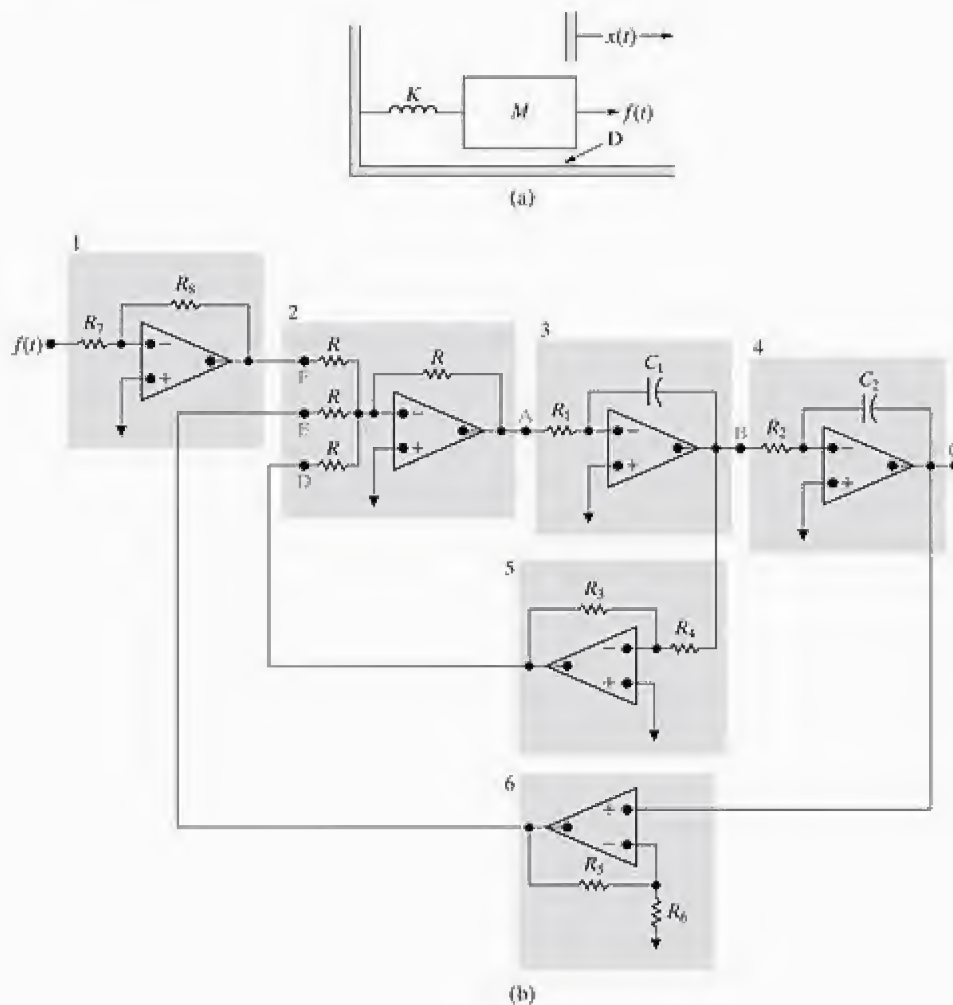 x(t)
K
M
f(t)
D
(a)
1
R8
f(t)
R7
−
+
2
F
R
E
R
D
R
R
−
+
A
3
R1
C1
−
+
B
4
R2
C2
−
+
5
R3
R4
−
+
6
+
−
R5
R6
(b)